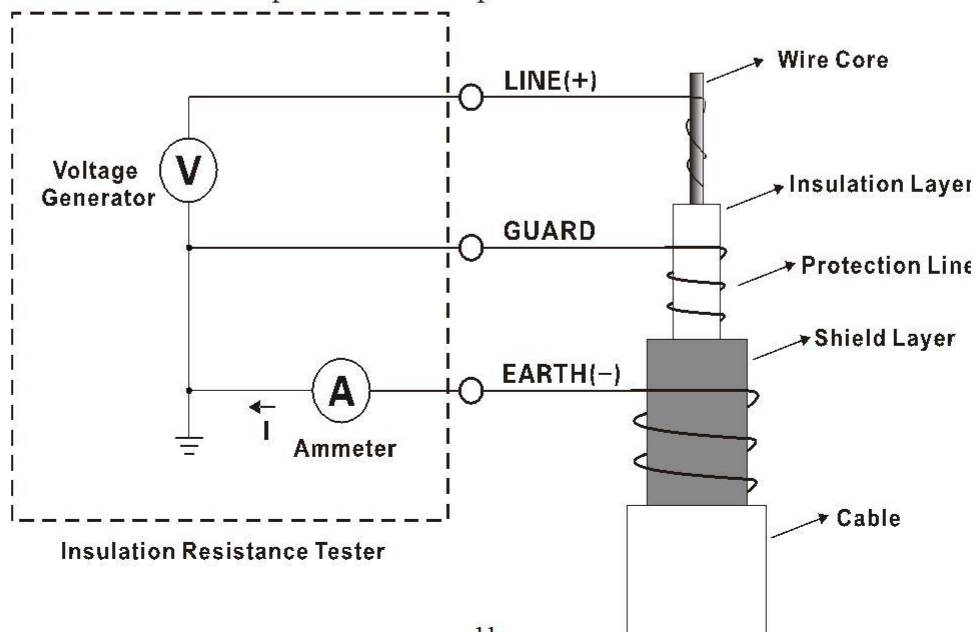 Wire Core
LINE(+)
Insulation Layer
V
Voltage
Generator
GUARD
Protection Line
Shield Layer
EARTH(−)
A
I
Ammeter
Cable
Insulation Resistance Tester